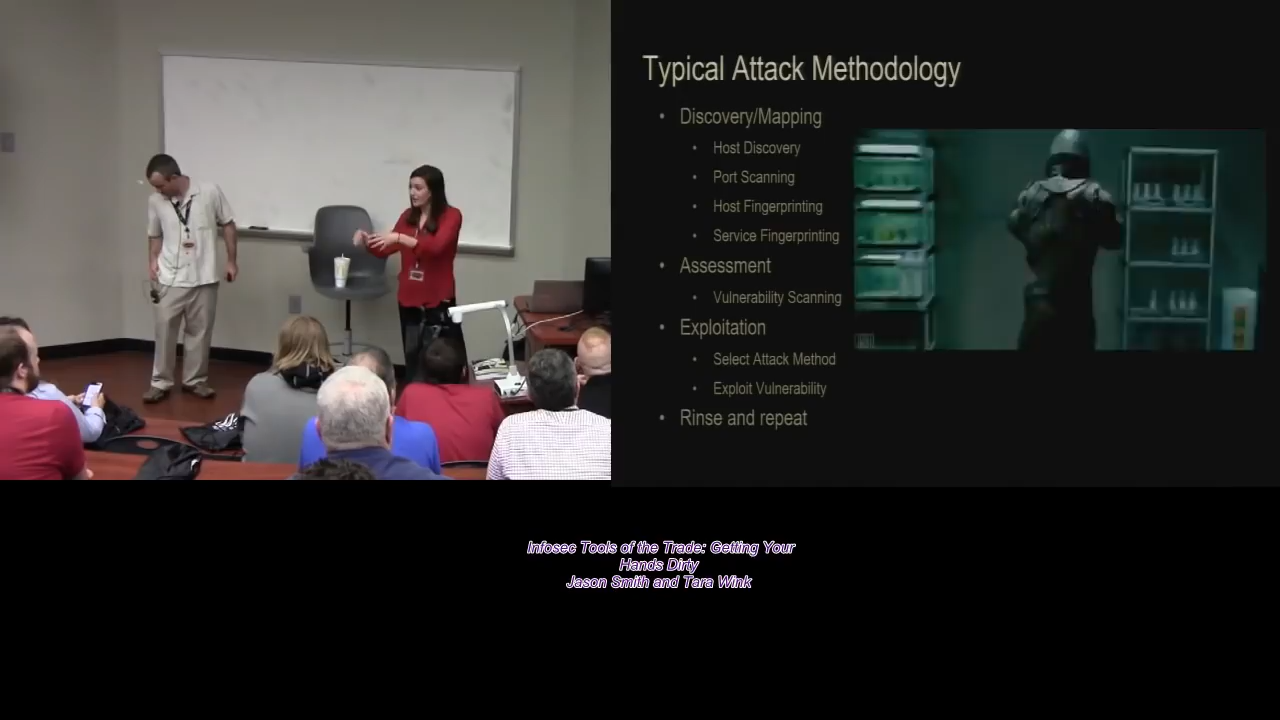 Typical Attack Methodology
• Discovery/Mapping
• Host Discovery
• Port Scanning
• Host Fingerprinting
• Service Fingerprinting
• Assessment
• Vulnerability Scanning
• Exploitation
• Select Attack Method
• Exploit Vulnerability
• Rinse and repeat
Infosec Tools of the Trade: Getting Your
Hands Dirty
Jason Smith and Tara Wink